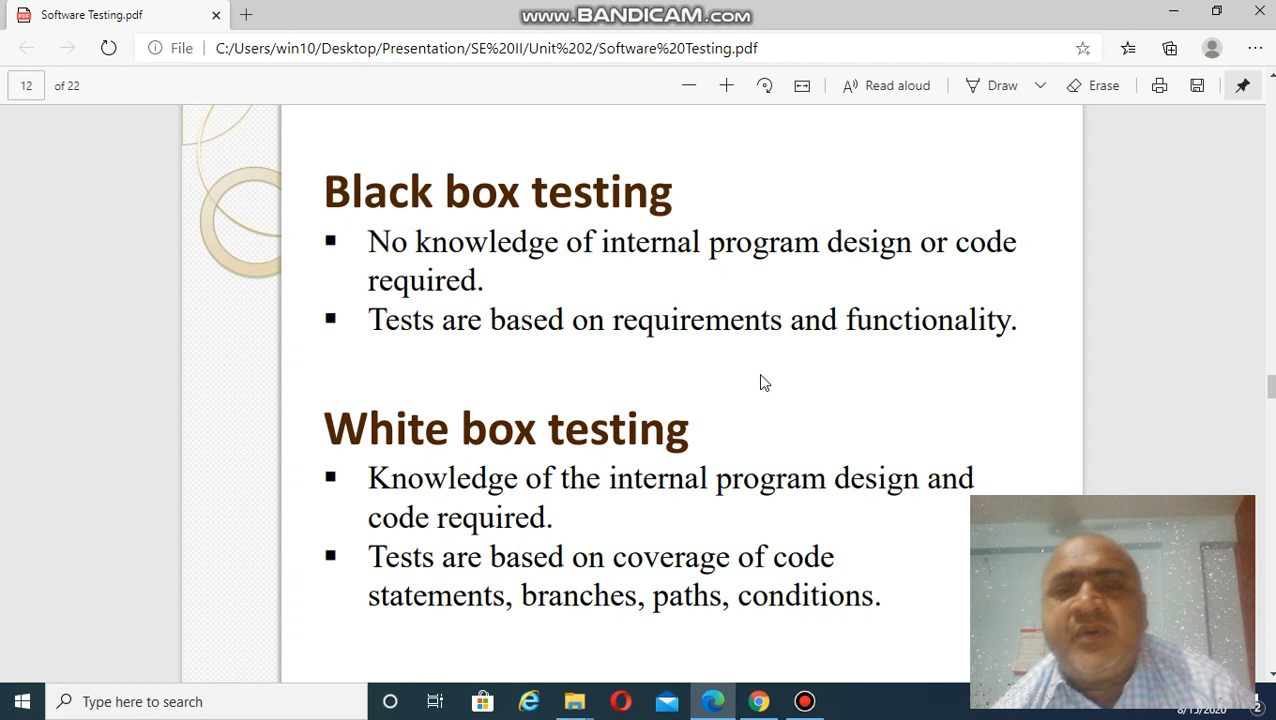 Software Testing.pdf
www.BANDICAM.com
File C:/Users/win10/Desktop/Presentation/SE%20II/Unit%202/Software%20Testing.pdf
12 of 22 Read aloud Draw Erase
Black box testing
▪ No knowledge of internal program design or code
required.
▪ Tests are based on requirements and functionality.
White box testing
▪ Knowledge of the internal program design and
code required.
▪ Tests are based on coverage of code
statements, branches, paths, conditions.
Type here to search